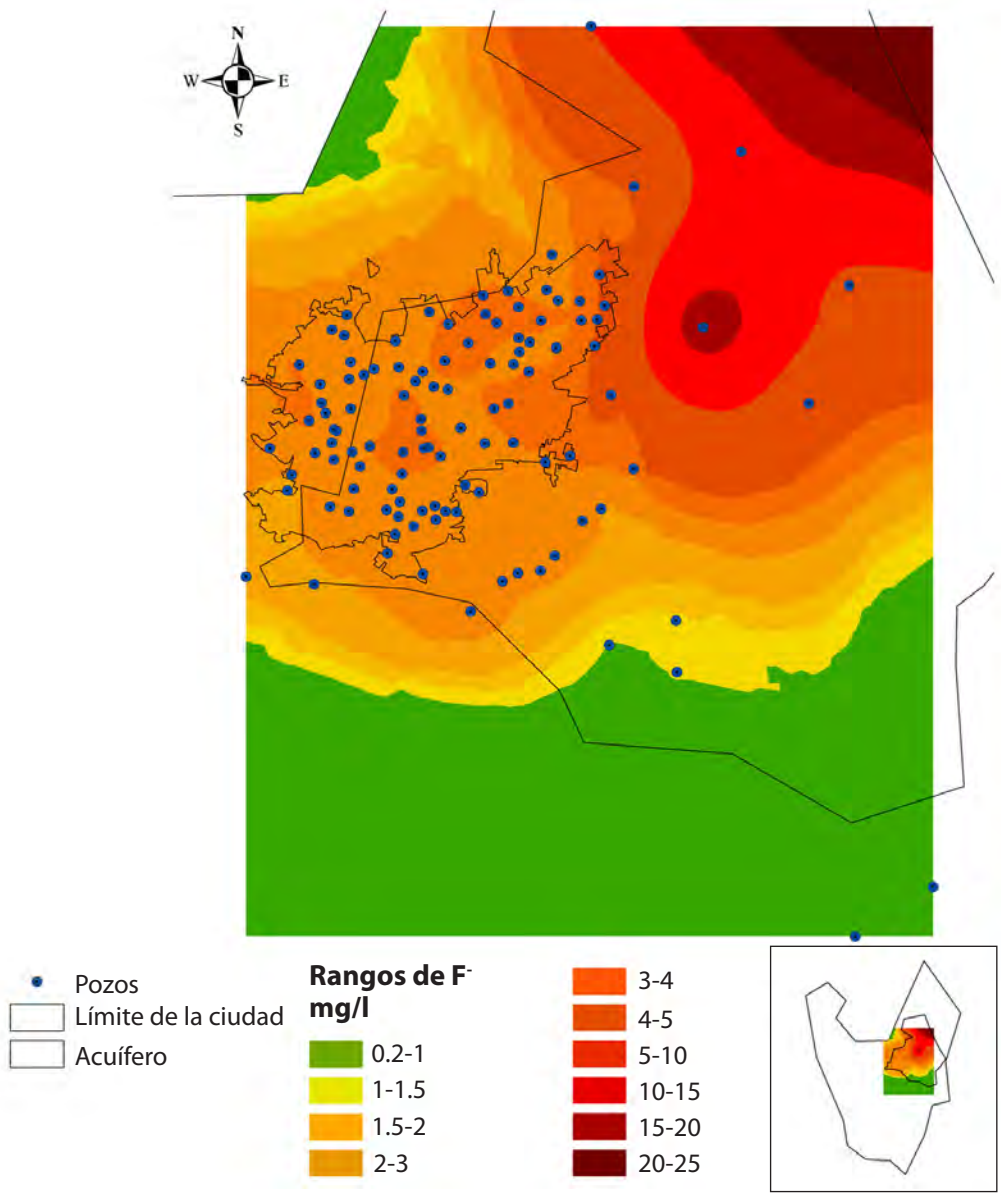 N
W E
S
Pozos
Límite de la ciudad
Acuífero
Rangos de F-
mg/l
0.2-1
1-1.5
1.5-2
2-3
3-4
4-5
5-10
10-15
15-20
20-25